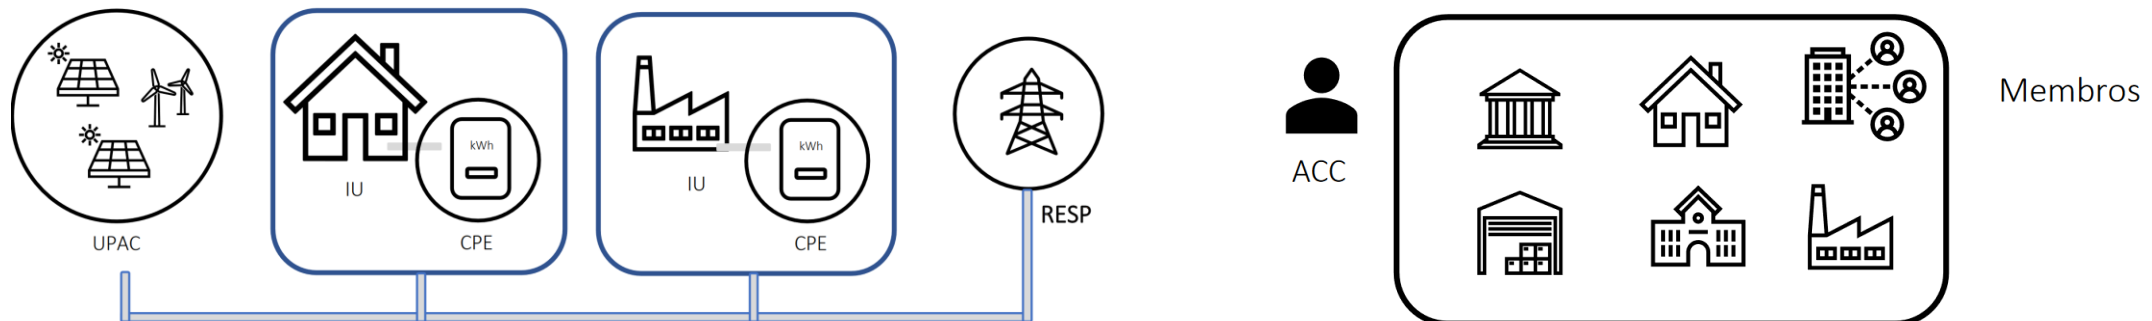 UPAC
IU
kWh
CPE
IU
kWh
CPE
RESP
ACC
Membros